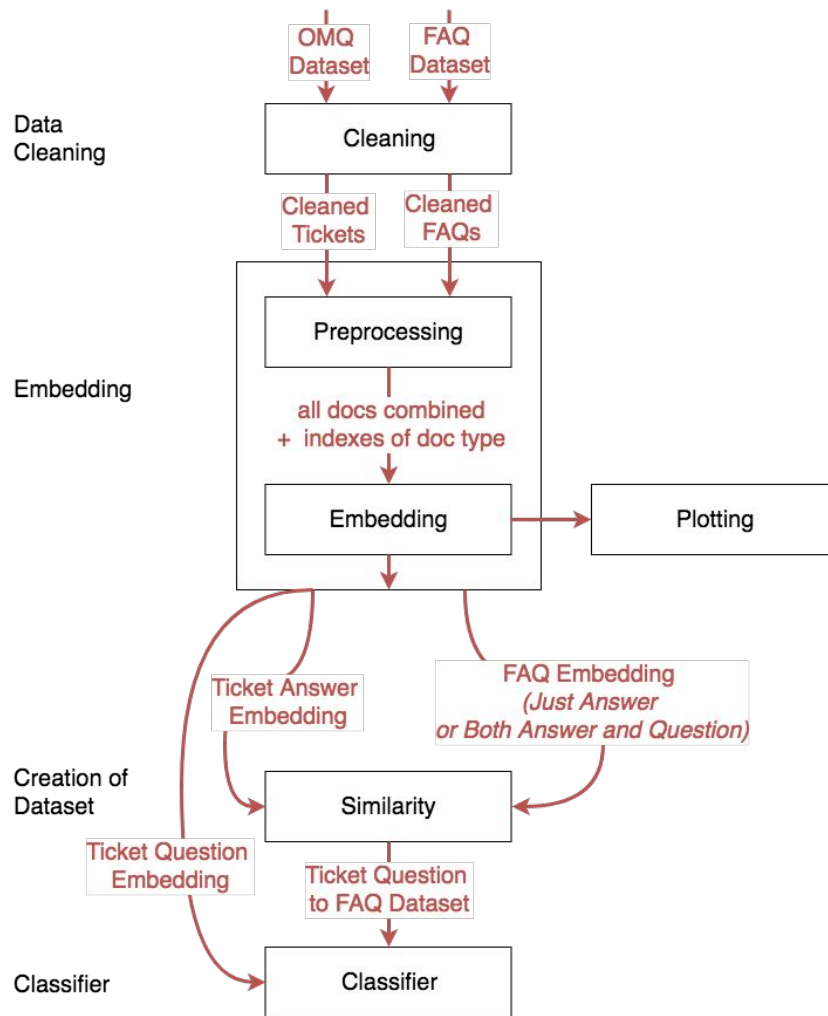 OMQ
Dataset
FAQ
Dataset
Data
Cleaning
Cleaning
Cleaned
Tickets
Cleaned
FAQs
Preprocessing
Embedding
all docs combined
+ indexes of doc type
Embedding
Plotting
Ticket Answer
Embedding
FAQ Embedding
(Just Answer
or Both Answer and Question)
Creation of
Dataset
Similarity
Ticket Question
Embedding
Ticket Question
to FAQ Dataset
Classifier
Classifier